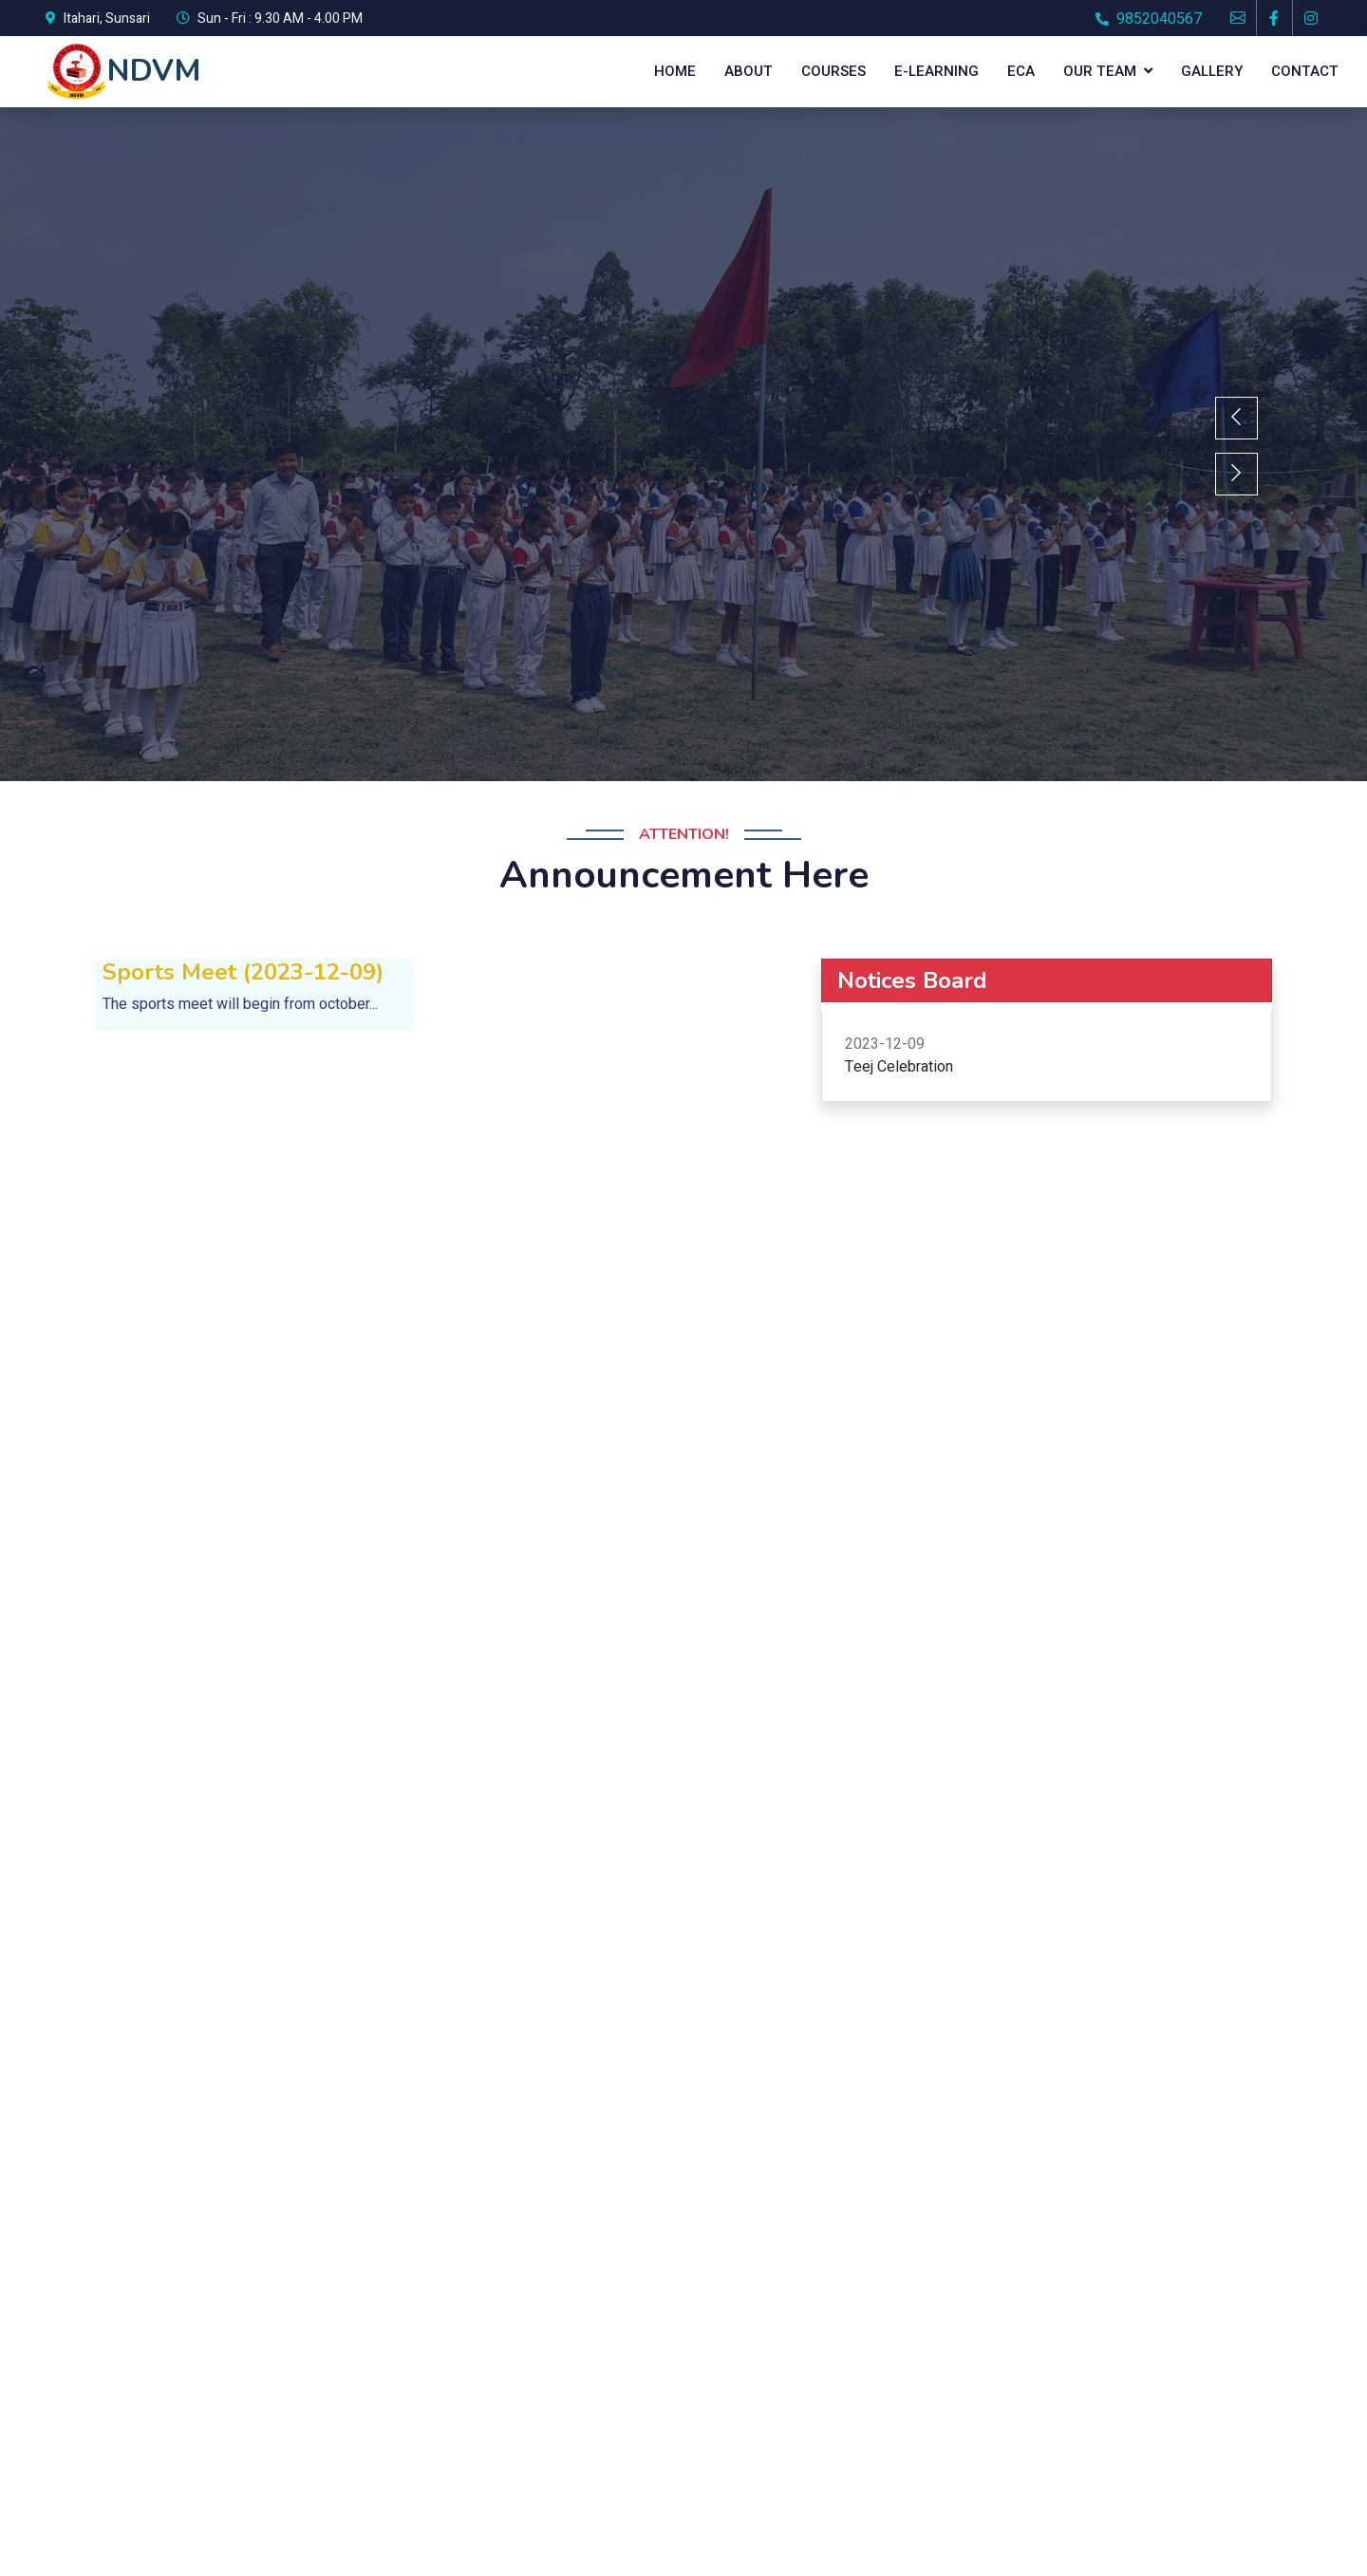 Itahari, Sunsari
Sun - Fri : 9.30 AM - 4.00 PM
9852040567
NDVM
NDVM
HOME
ABOUT
COURSES
E-LEARNING
ECA
OUR TEAM
GALLERY
CONTACT
ATTENTION!
Announcement Here
Sports Meet (2023-12-09)
The sports meet will begin from october...
Notices Board
2023-12-09
Teej Celebration